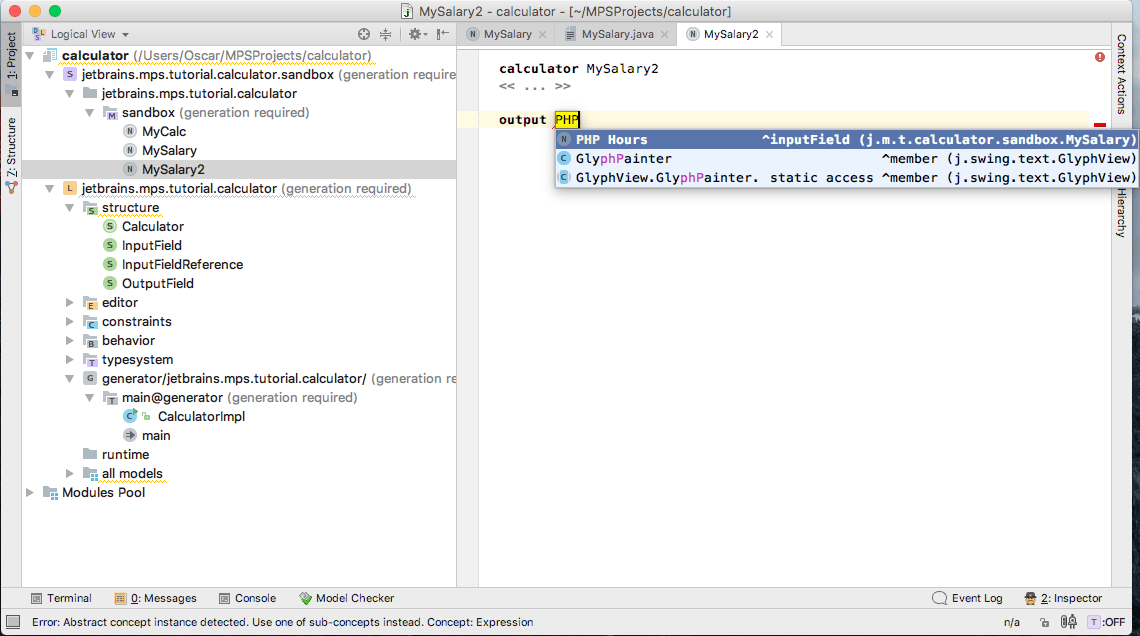 MySalary2 - calculator - [~/MPSProjects/calculator]
1: Project
Z: Structure
Logical View
calculator (/Users/Oscar/MPSProjects/calculator)
S jetbrains.mps.tutorial.calculator.sandbox (generation require
jetbrains.mps.tutorial.calculator
M sandbox (generation required)
N MyCalc
N MySalary
N MySalary2
L jetbrains.mps.tutorial.calculator (generation required)
S structure
S Calculator
S InputField
S InputFieldReference
S OutputField
E editor
C constraints
B behavior
T typesystem
G generator/jetbrains.mps.tutorial.calculator/ (generation re
T main@generator (generation required)
C CalculatorImpl
main
runtime
all models
Modules Pool
N MySalary
MySalary.java
N MySalary2
calculator MySalary2
<< ... >>
output PHP
N PHP Hours ^inputField (j.m.t.calculator.sandbox.MySalary)
C GlyphPainter ^member (j.swing.text.GlyphView)
C GlyphView.GlyphPainter. static access ^member (j.swing.text.GlyphView)
Context Actions
Hierarchy
Terminal 0: Messages Console Model Checker Event Log 2: Inspector
Error: Abstract concept instance detected. Use one of sub-concepts instead. Concept: Expression n/a T :OFF